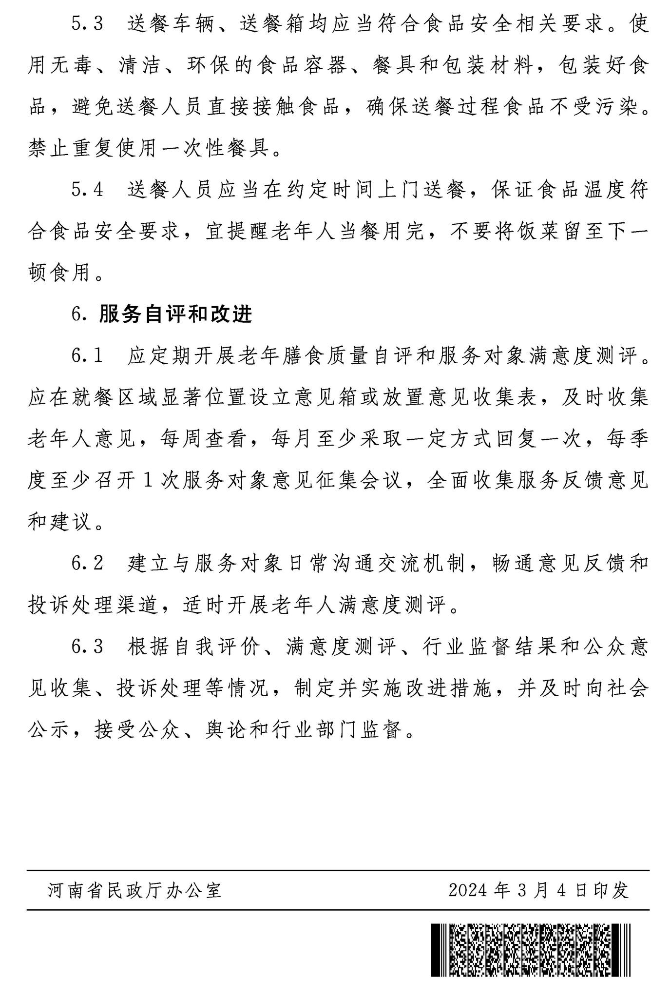 5.3 送餐车辆、送餐箱均应当符合食品安全相关要求。使
用无毒、清洁、环保的食品容器、餐具和包装材料，包装好食
品，避免送餐人员直接接触食品，确保送餐过程食品不受污染。
禁止重复使用一次性餐具。
5.4 送餐人员应当在约定时间上门送餐，保证食品温度符
合食品安全要求，宜提醒老年人当餐用完，不要将饭菜留至下一
顿食用。
6. 服务自评和改进
6.1 应定期开展老年膳食质量自评和服务对象满意度测评。
应在就餐区域显著位置设立意见箱或放置意见收集表，及时收集
老年人意见，每周查看，每月至少采取一定方式回复一次，每季
度至少召开1次服务对象意见征集会议，全面收集服务反馈意见
和建议。
6.2 建立与服务对象日常沟通交流机制，畅通意见反馈和
投诉处理渠道，适时开展老年人满意度测评。
6.3 根据自我评价、满意度测评、行业监督结果和公众意
见收集、投诉处理等情况，制定并实施改进措施，并及时向社会
公示，接受公众、舆论和行业部门监督。
河南省民政厅办公室 2024年3月4日印发